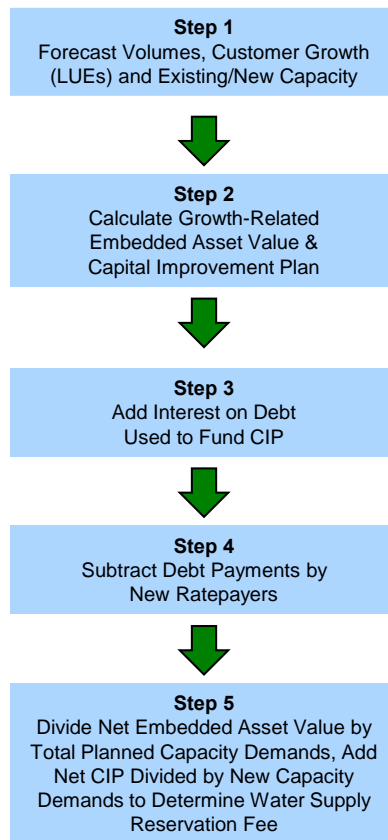 Step 1
Forecast Volumes, Customer Growth
(LUEs) and Existing/New Capacity
Step 2
Calculate Growth-Related
Embedded Asset Value &
Capital Improvement Plan
Step 3
Add Interest on Debt
Used to Fund CIP
Step 4
Subtract Debt Payments by
New Ratepayers
Step 5
Divide Net Embedded Asset Value by
Total Planned Capacity Demands, Add
Net CIP Divided by New Capacity
Demands to Determine Water Supply
Reservation Fee